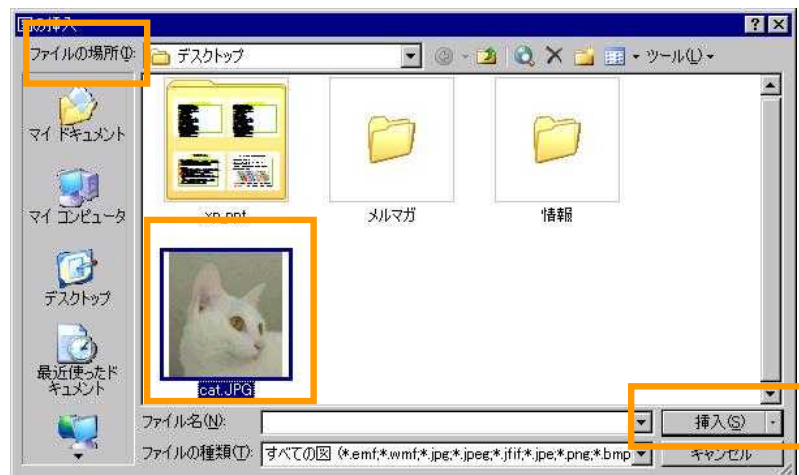 図の挿入
ファイルの場所(I):
デスクトップ
ツール(L)
マイ ドキュメント
マイ コンピュータ
デスクトップ
最近使ったド
キュメント
xp.ppt
メルマガ
情報
cat.JPG
ファイル名(N):
挿入(S)
ファイルの種類(T):
すべての図 (*.emf;*.wmf;*.jpg;*.jpeg;*.jfif;*.jpe;*.png;*.bmp
キャンセル